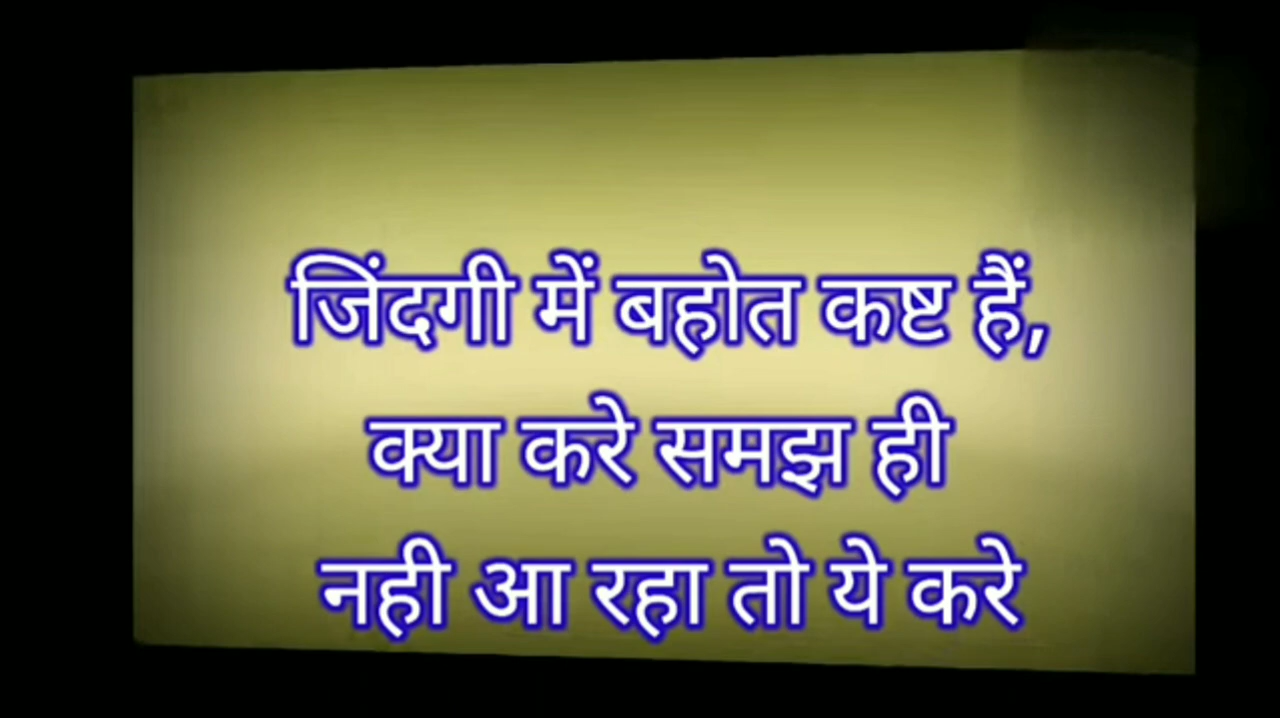 जिंदगी में बहोत कष्ट हैं,
क्या करे समझ ही
नही आ रहा तो ये करे